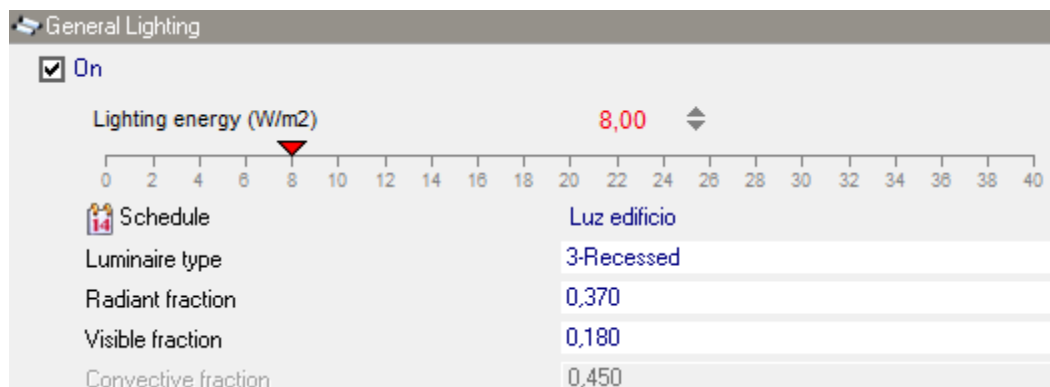 General Lighting
On
Lighting energy (W/m2) 8,00
0 2 4 6 8 10 12 14 16 18 20 22 24 26 28 30 32 34 36 38 40
14 Schedule Luz edificio
Luminaire type 3-Recessed
Radiant fraction 0,370
Visible fraction 0,180
Convective fraction 0,450